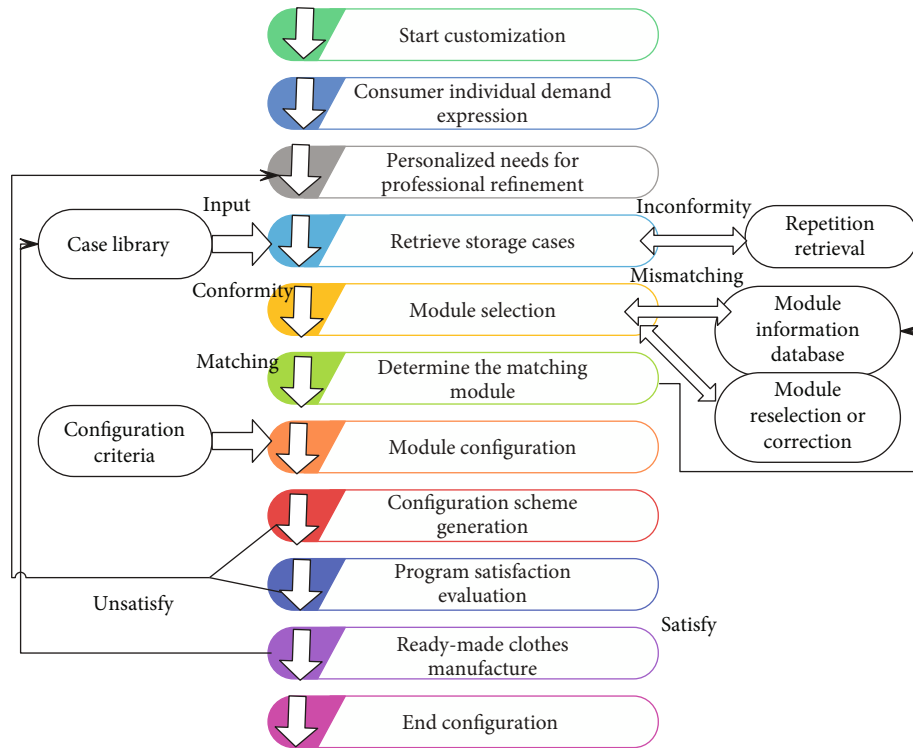 Start customization
Consumer individual demand
expression
Personalized needs for
professional refinement
Input
Inconformity
Case library
Retrieve storage cases
Repetition
retrieval
Mismatching
Conformity
Module selection
Module
information
database
Matching
Determine the matching
module
Module
reselection or
correction
Configuration
criteria
Module configuration
Configuration scheme
generation
Program satisfaction
evaluation
Unsatisfy
Satisfy
Ready-made clothes
manufacture
End configuration